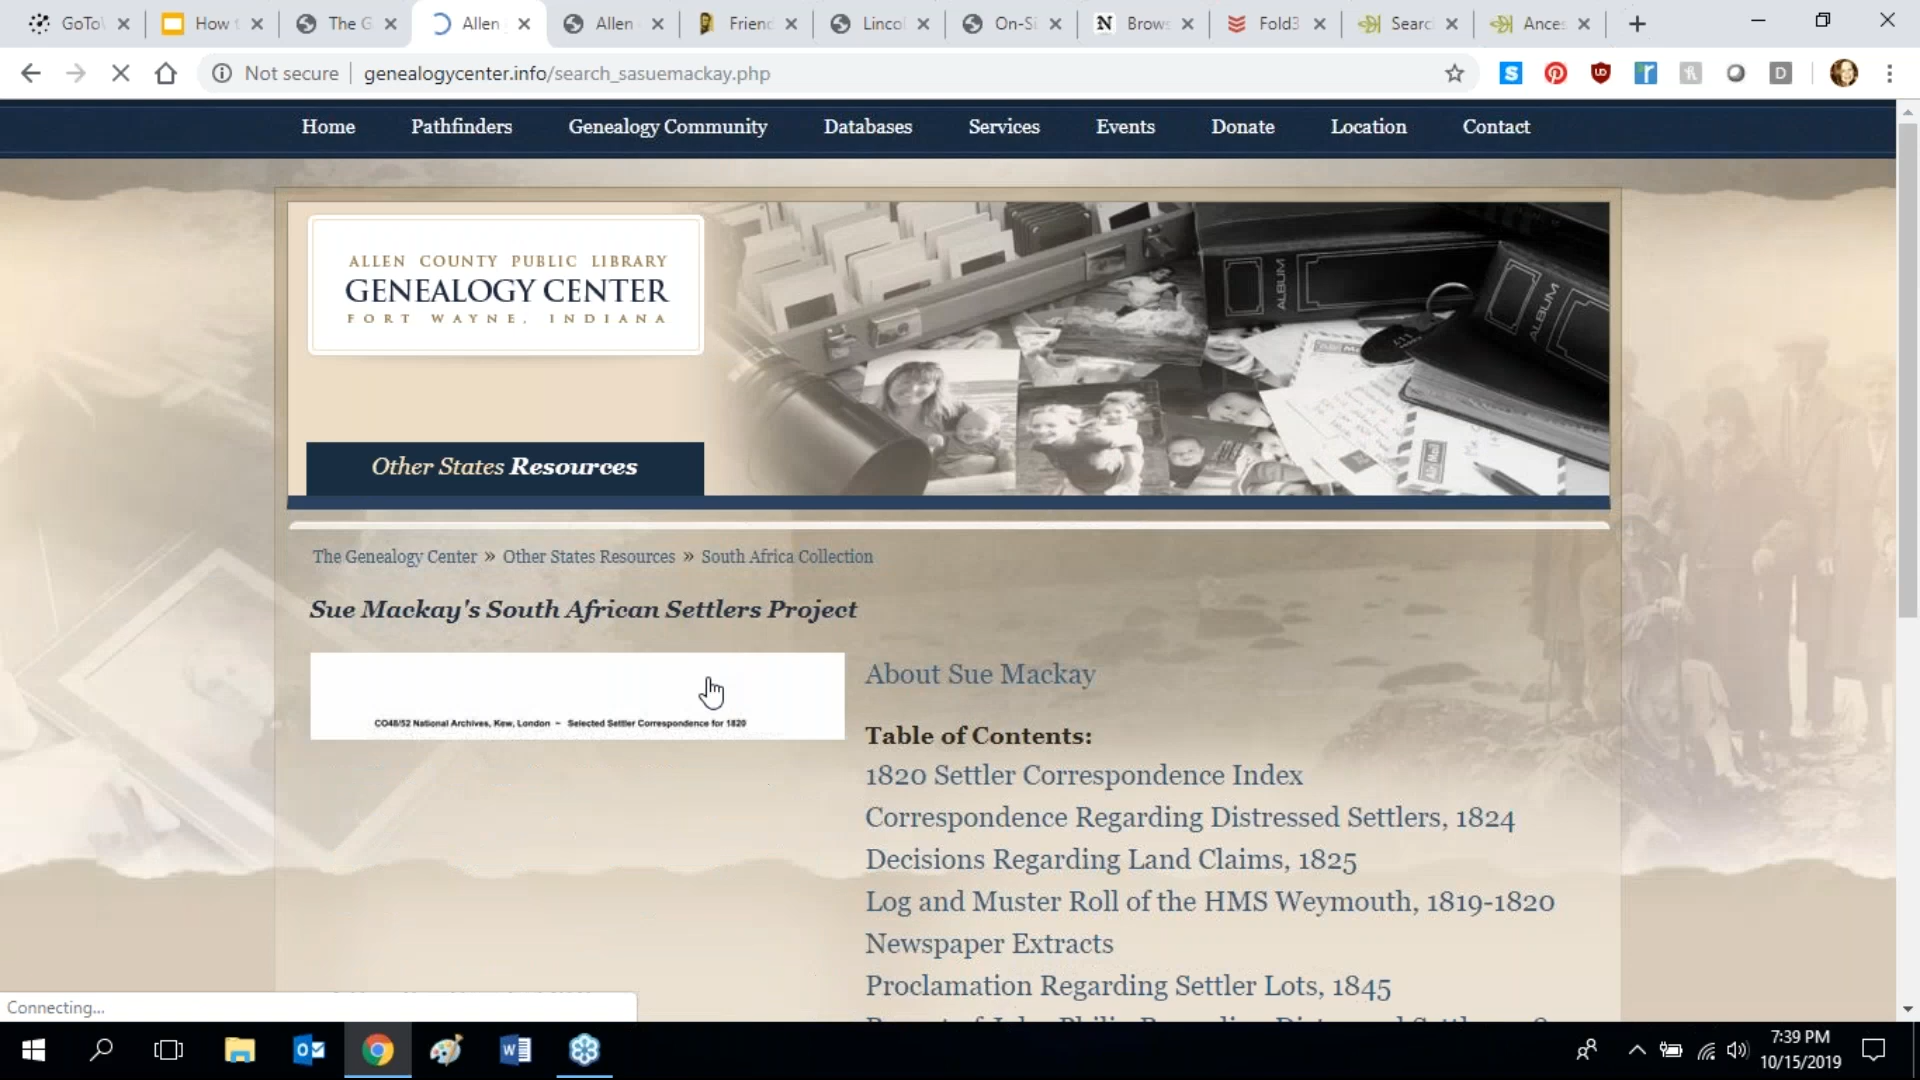 GoTo
How
The G
Allen
Allen
Friend
Lincol
On-Si
Brows
Fold3
Searc
Ances
Not secure
genealogycenter.info/search_sasuemackay.php
Home
Pathfinders
Genealogy Community
Databases
Services
Events
Donate
Location
Contact
ALLEN COUNTY PUBLIC LIBRARY
GENEALOGY CENTER
FORT WAYNE, INDIANA
ALBUM
ALBUM
Other States Resources
The Genealogy Center » Other States Resources » South Africa Collection
Sue Mackay's South African Settlers Project
CO48/52 National Archives, Kew, London – Selected Settler Correspondence for 1820
About Sue Mackay
Table of Contents:
1820 Settler Correspondence Index
Correspondence Regarding Distressed Settlers, 1824
Decisions Regarding Land Claims, 1825
Log and Muster Roll of the HMS Weymouth, 1819-1820
Newspaper Extracts
Proclamation Regarding Settler Lots, 1845
Connecting...
7:39 PM
10/15/2019